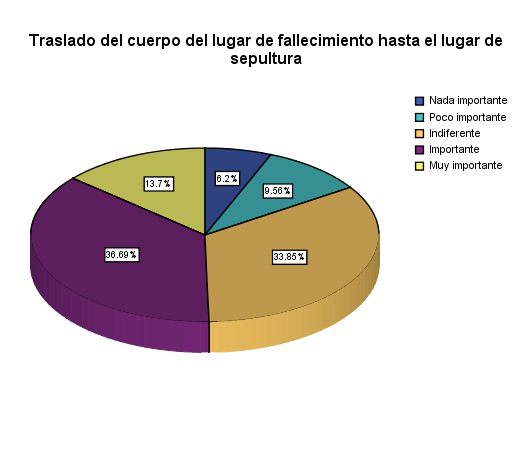 Traslado del cuerpo del lugar de fallecimiento hasta el lugar de
sepultura
Nada importante
Poco importante
Indiferente
Importante
Muy importante
6.2%
13.7%
9.56%
36.69%
33.85%